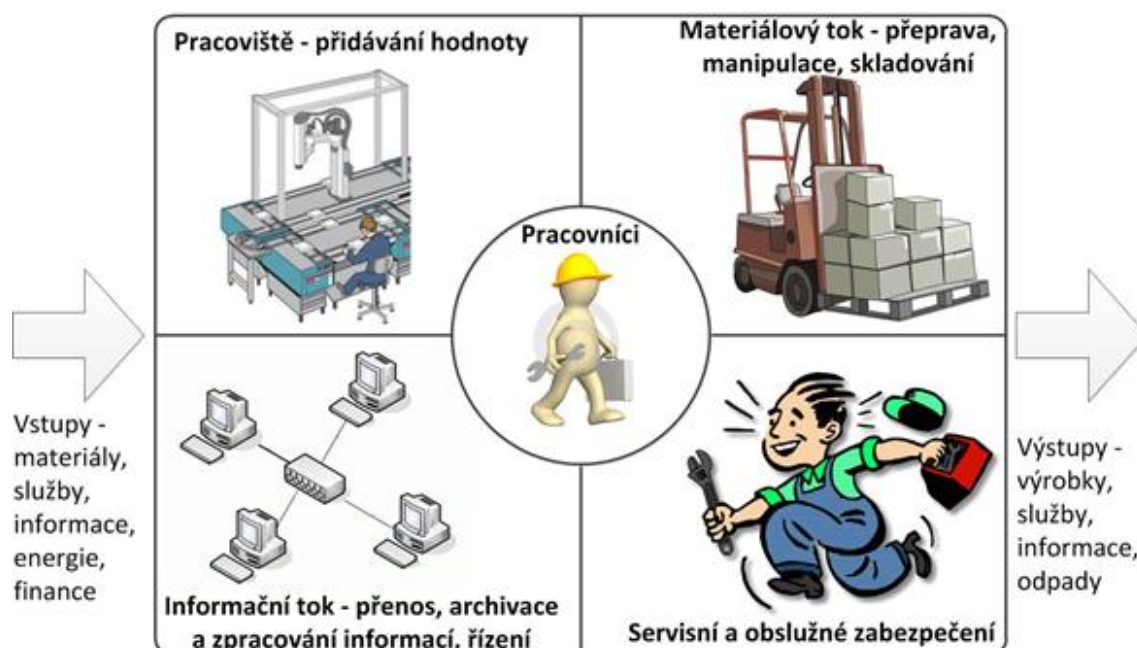 Pracoviště - přidávání hodnoty
Materiálový tok - přeprava,
manipulace, skladování
Pracovníci
Vstupy -
materiály,
služby,
informace,
energie,
finance
Výstupy -
výrobky,
služby,
informace,
odpady
Informační tok - přenos, archivace
a zpracování informací, řízení
Servisní a obslužné zabezpečení